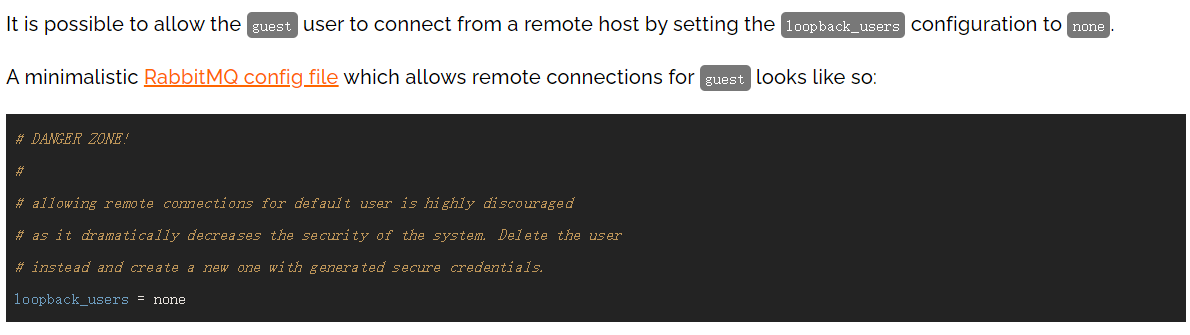 It is possible to allow the guest user to connect from a remote host by setting the loopback_users configuration to none.
A minimalistic RabbitMQ config file which allows remote connections for guest looks like so:
# DANGER ZONE!
#
# allowing remote connections for default user is highly discouraged
# as it dramatically decreases the security of the system. Delete the user
# instead and create a new one with generated secure credentials.
loopback_users = none